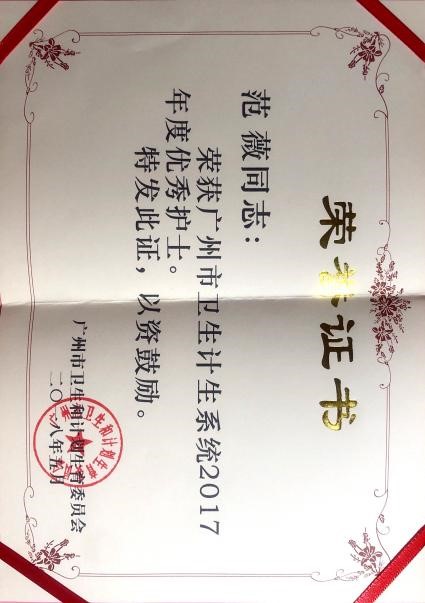 荣誉证书
范薇同志：
荣获广州市卫生计生系统2017
年度优秀护士。
特发此证，以资鼓励。
广州市卫生和计划生育委员会
二〇一八年五月